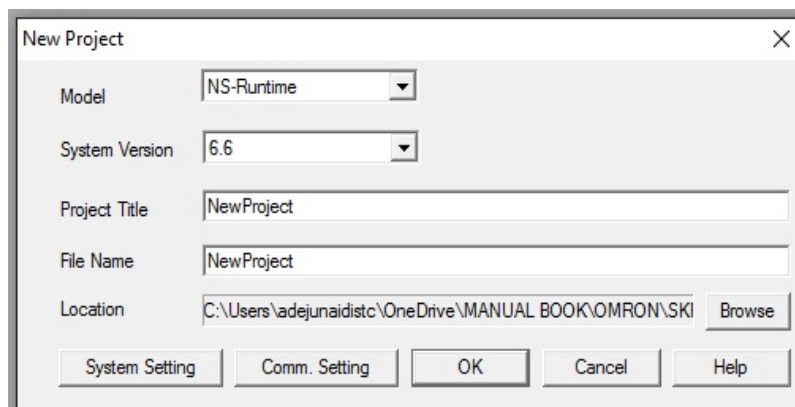 New Project
Model NS-Runtime
System Version 6.6
Project Title NewProject
File Name NewProject
Location C:\Users\adejunaidistc\OneDrive\MANUAL BOOK\OMRON\SK Browse
System Setting Comm. Setting OK Cancel Help